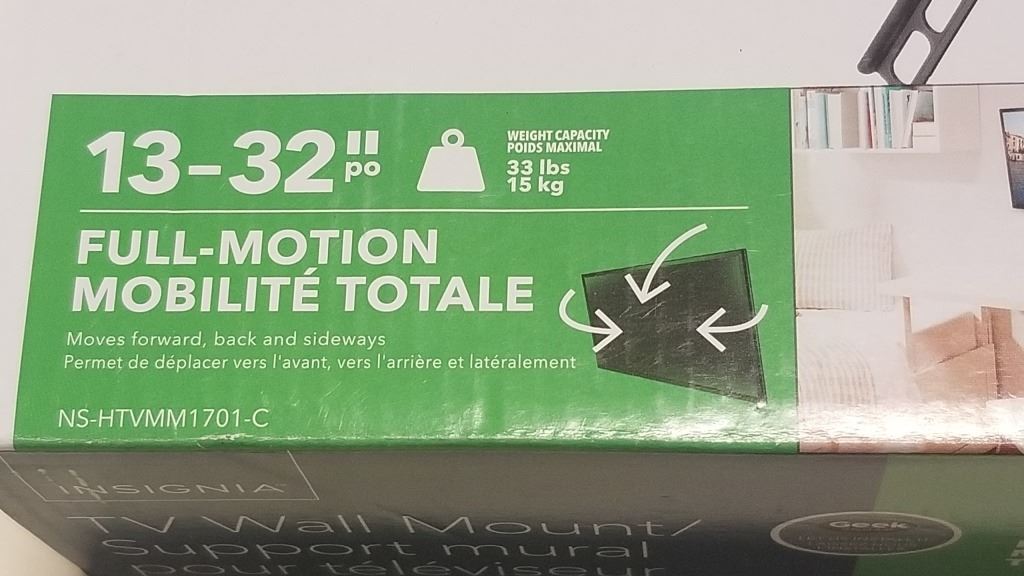 13-32" po
WEIGHT CAPACITY
POIDS MAXIMAL
33 lbs
15 kg
FULL-MOTION
MOBILITÉ TOTALE
Moves forward, back and sideways
Permet de déplacer vers l'avant, vers l'arrière et latéralement
NS-HTVMM1701-C
INSIGNIA
TV Wall Mount/
Support mural
pour téléviseur
Geek